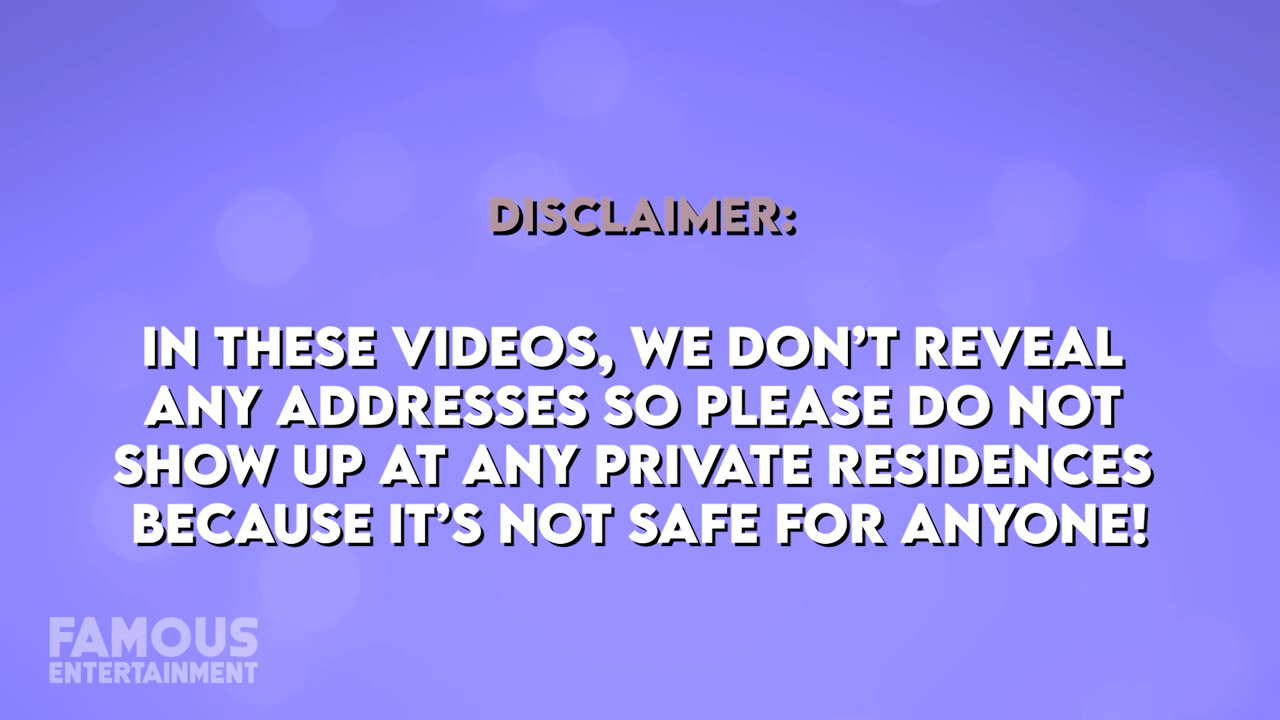 DISCLAIMER:
IN THESE VIDEOS, WE DON’T REVEAL
ANY ADDRESSES SO PLEASE DO NOT
SHOW UP AT ANY PRIVATE RESIDENCES
BECAUSE IT’S NOT SAFE FOR ANYONE!
FAMOUS
ENTERTAINMENT